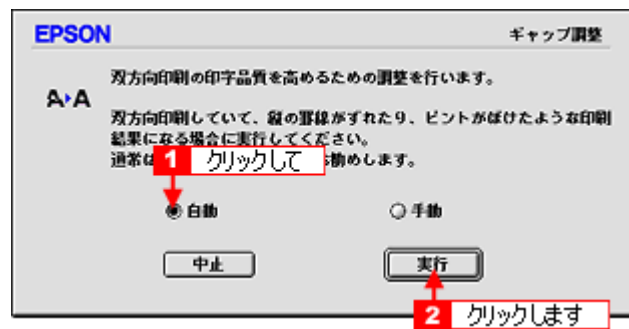 EPSON
ギャップ調整
A▸A
双方向印刷の印字品質を高めるための調整を行います。
双方向印刷していて、縦の罫線がずれたり、ピントがぼけたような印刷
結果になる場合に実行してください。
通常は
お勧めします。
1 クリックして
自動
手動
中止
実行
2 クリックします